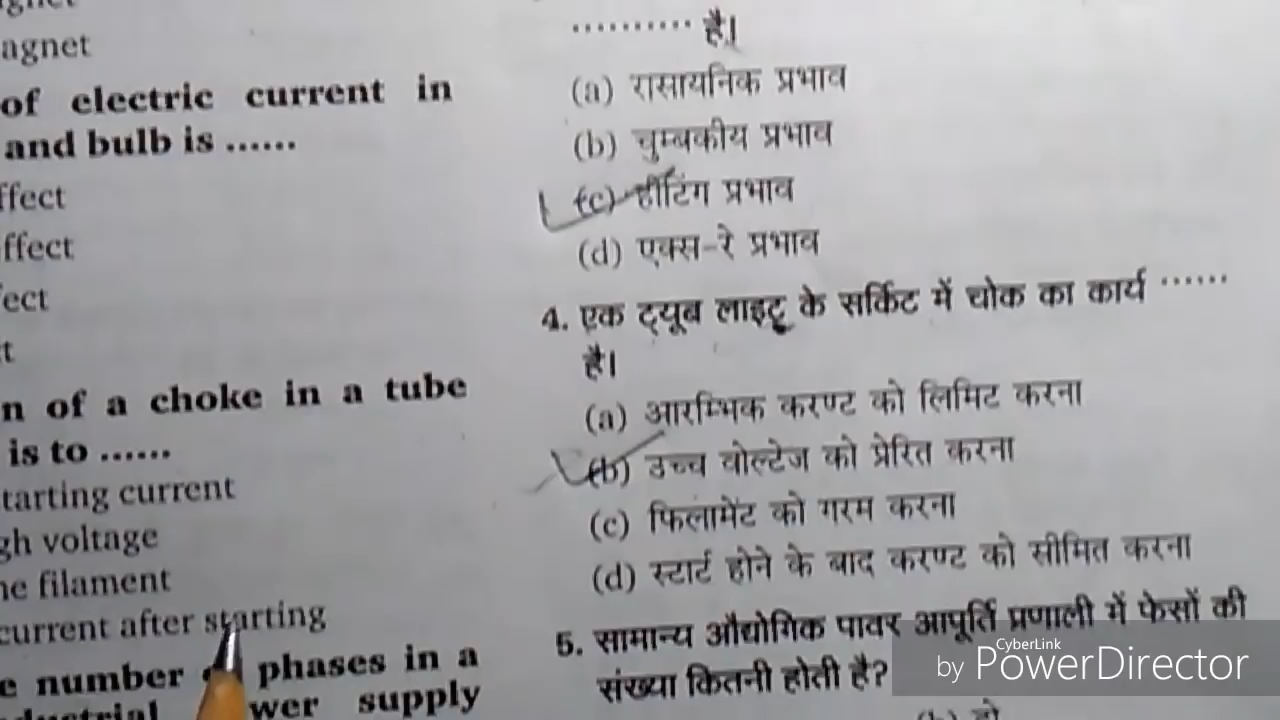 agnet
of electric current in
and bulb is ......
ffect
ffect
fect
t
n of a choke in a tube
is to ......
tarting current
gh voltage
he filament
current after starting
e number phases in a
wer supply
.......... है।
(a) रासायनिक प्रभाव
(b) चुम्बकीय प्रभाव
(c) हीटिंग प्रभाव
(d) एक्स-रे प्रभाव
4. एक ट्यूब लाइट के सर्किट में चोक का कार्य ......
है।
(a) आरम्भिक करण्ट को लिमिट करना
(b) उच्च वोल्टेज को प्रेरित करना
(c) फिलामेंट को गरम करना
(d) स्टार्ट होने के बाद करण्ट को सीमित करना
5. सामान्य औद्योगिक पावर आपूर्ति प्रणाली में फेसों की
संख्या कितनी होती है?
CyberLink
by PowerDirector